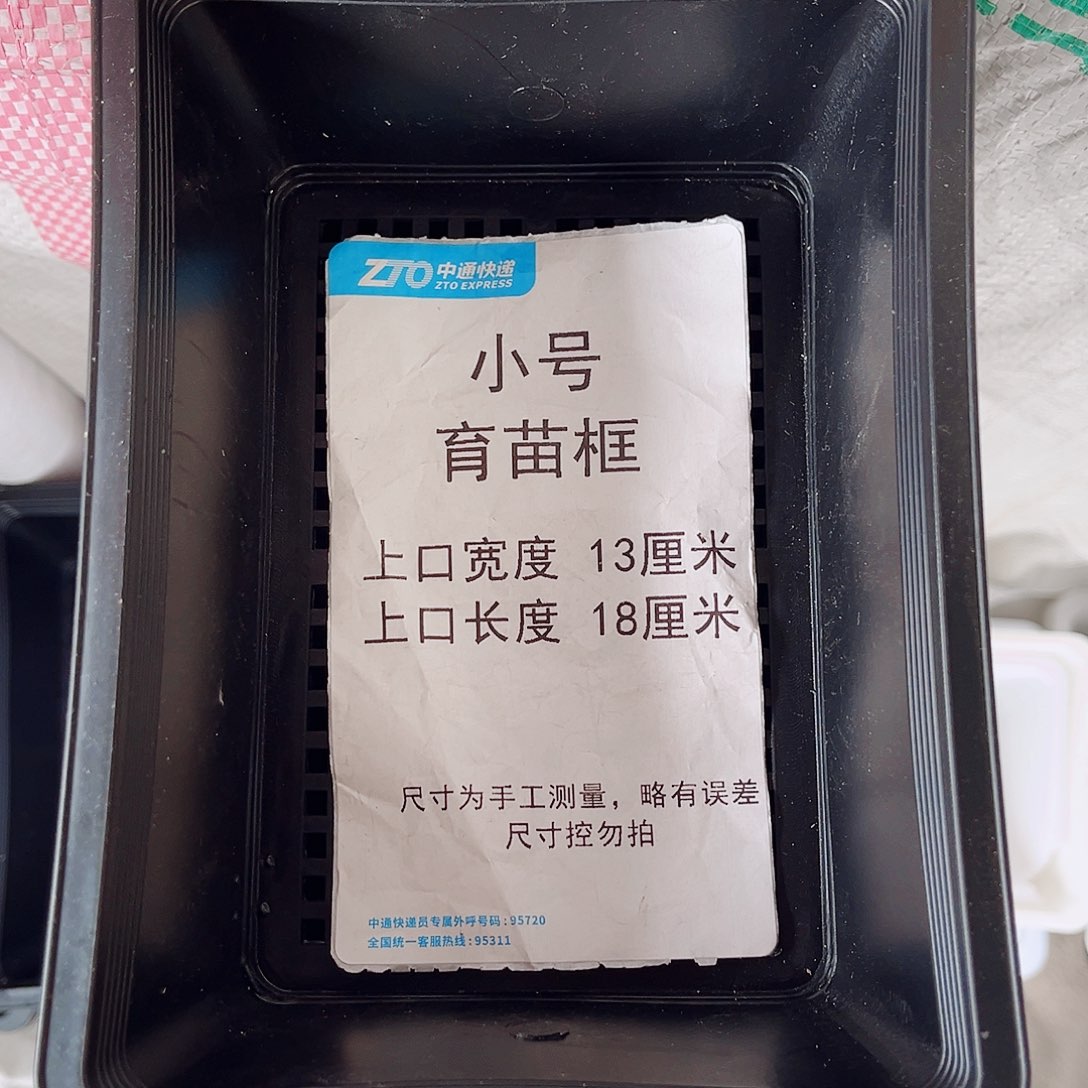 ZTO 中通快递
ZTO EXPRESS
小号
育苗框
上口宽度 13厘米
上口长度 18厘米
尺寸为手工测量，略有误差
尺寸控勿拍
中通快递员专属外呼号码：95720
全国统一客服热线：95311